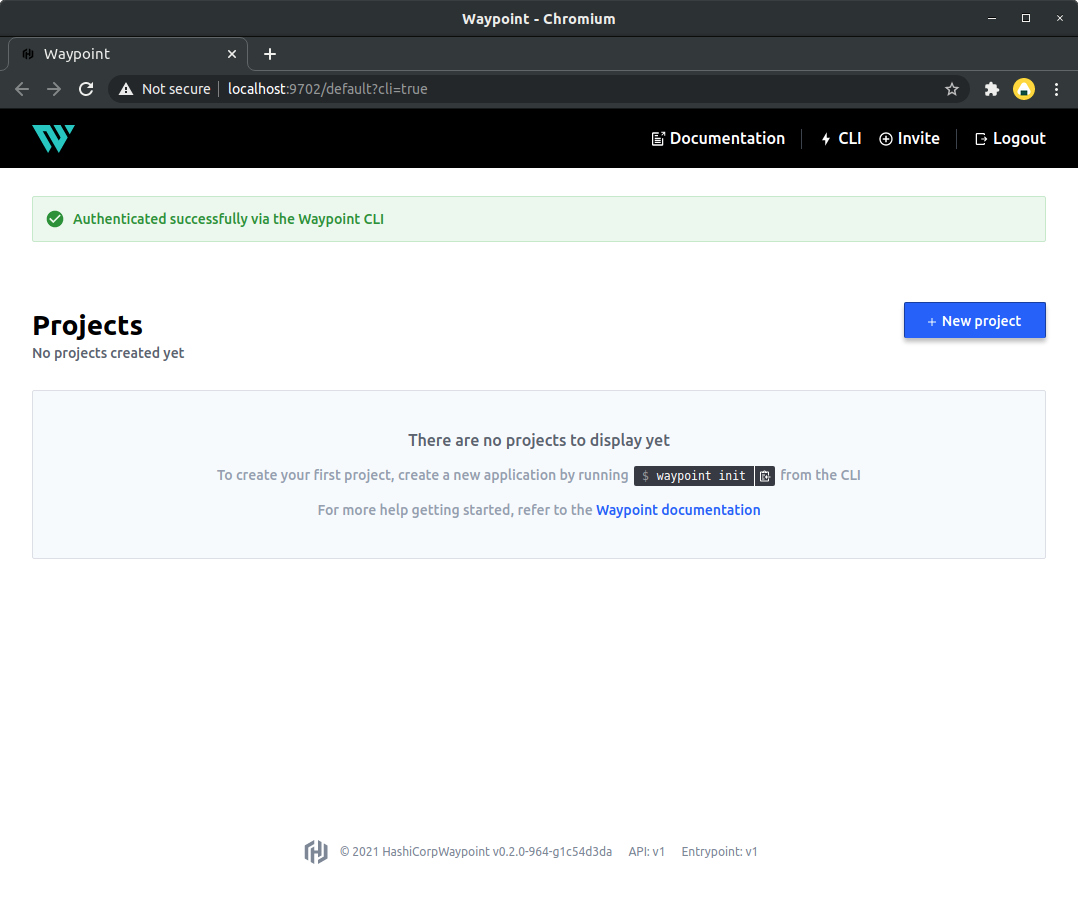 Waypoint - Chromium
Waypoint
Not secure localhost:9702/default?cli=true
Documentation CLI Invite Logout
Authenticated successfully via the Waypoint CLI
Projects
+ New project
No projects created yet
There are no projects to display yet
To create your first project, create a new application by running $ waypoint init from the CLI
For more help getting started, refer to the Waypoint documentation
© 2021 HashiCorpWaypoint v0.2.0-964-g1c54d3da API: v1 Entrypoint: v1